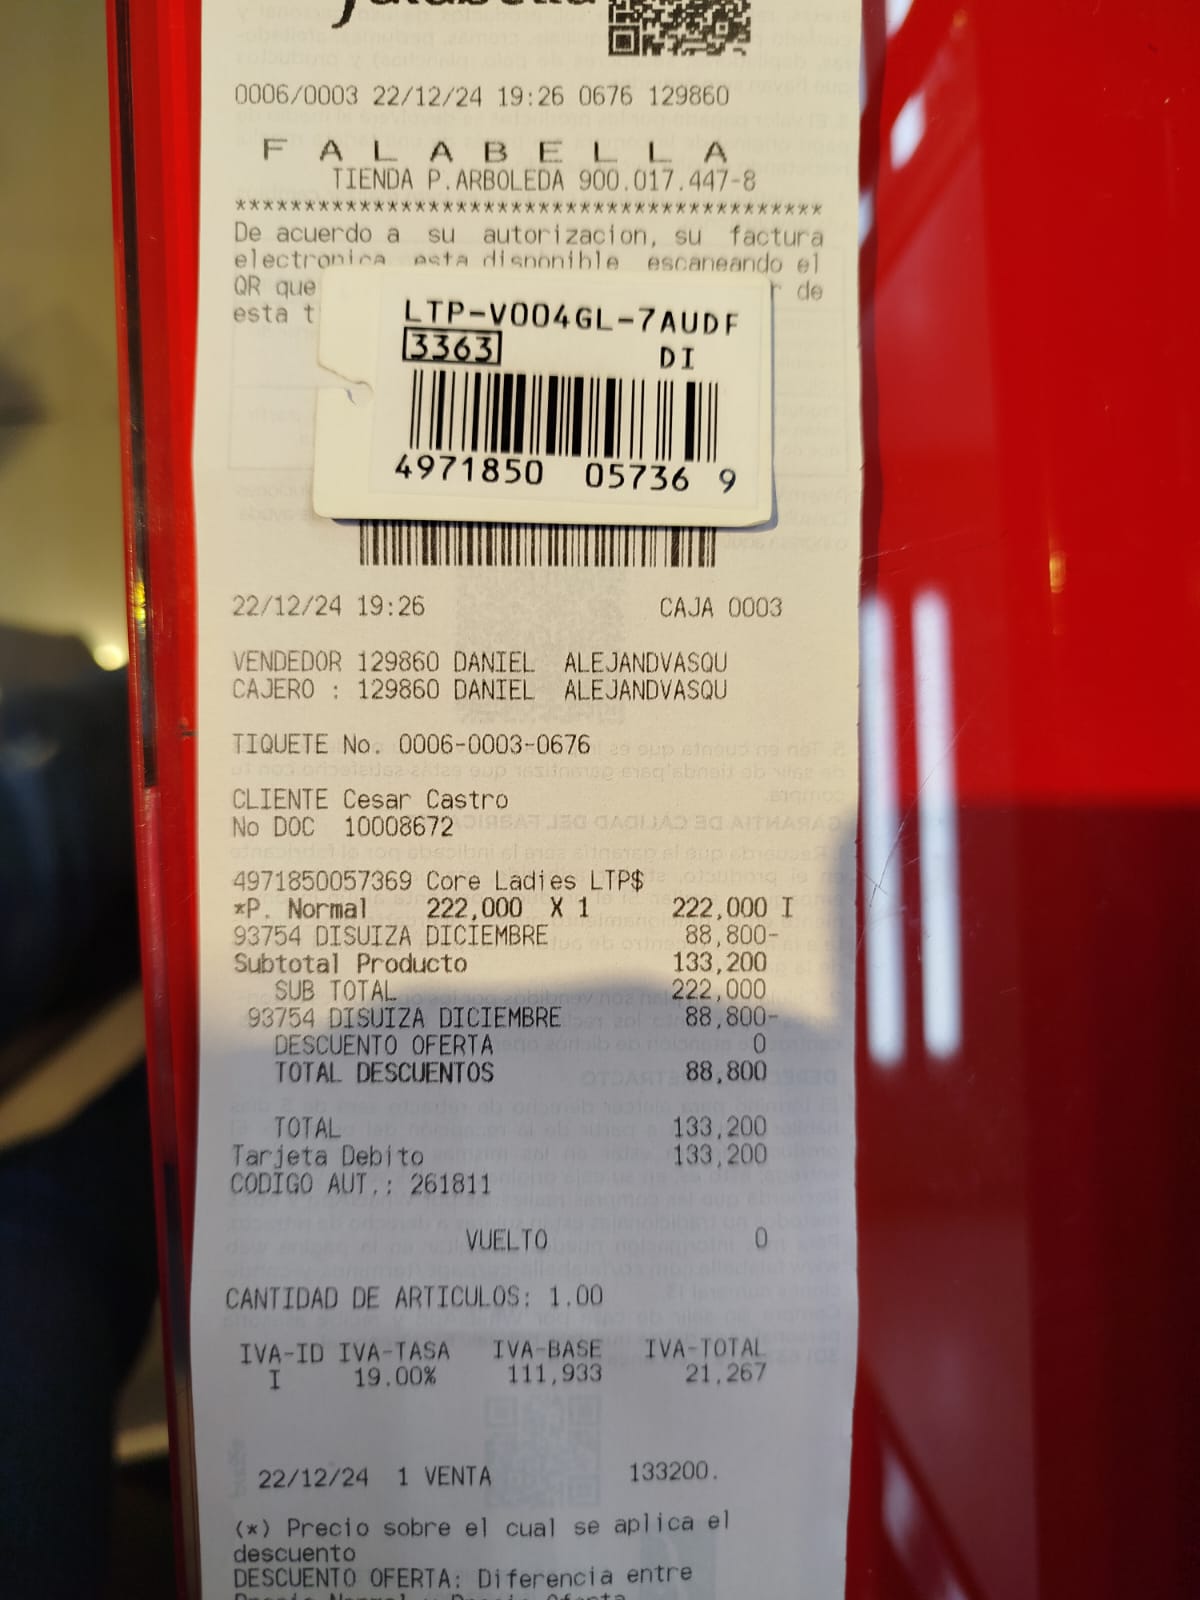 falabella
0006/0003 22/12/24 19:26 0676 129860
F A L A B E L L A
TIENDA P.ARBOLEDA 900.017.447-8
*******************************************
De acuerdo a su autorizacion, su factura
electronica esta disponible escaneando el
QR que de
esta t
LTP-V004GL-7AUDF
3363 DI
4971850 05736 9
22/12/24 19:26 CAJA 0003
VENDEDOR 129860 DANIEL ALEJANDVASQU
CAJERO : 129860 DANIEL ALEJANDVASQU
TIQUETE No. 0006-0003-0676
CLIENTE Cesar Castro
No DOC 10008672
4971850057369 Core Ladies LTP$
*P. Normal 222,000 X 1 222,000 I
93754 DISUIZA DICIEMBRE 88,800-
Subtotal Producto 133,200
SUB TOTAL 222,000
93754 DISUIZA DICIEMBRE 88,800-
DESCUENTO OFERTA 0
TOTAL DESCUENTOS 88,800
TOTAL 133,200
Tarjeta Debito 133,200
CODIGO AUT.: 261811
VUELTO 0
CANTIDAD DE ARTICULOS: 1.00
IVA-ID IVA-TASA IVA-BASE IVA-TOTAL
I 19.00% 111,933 21,267
22/12/24 1 VENTA 133200.
(*) Precio sobre el cual se aplica el
descuento
DESCUENTO OFERTA: Diferencia entre
Precio Normal y Precio Oferta